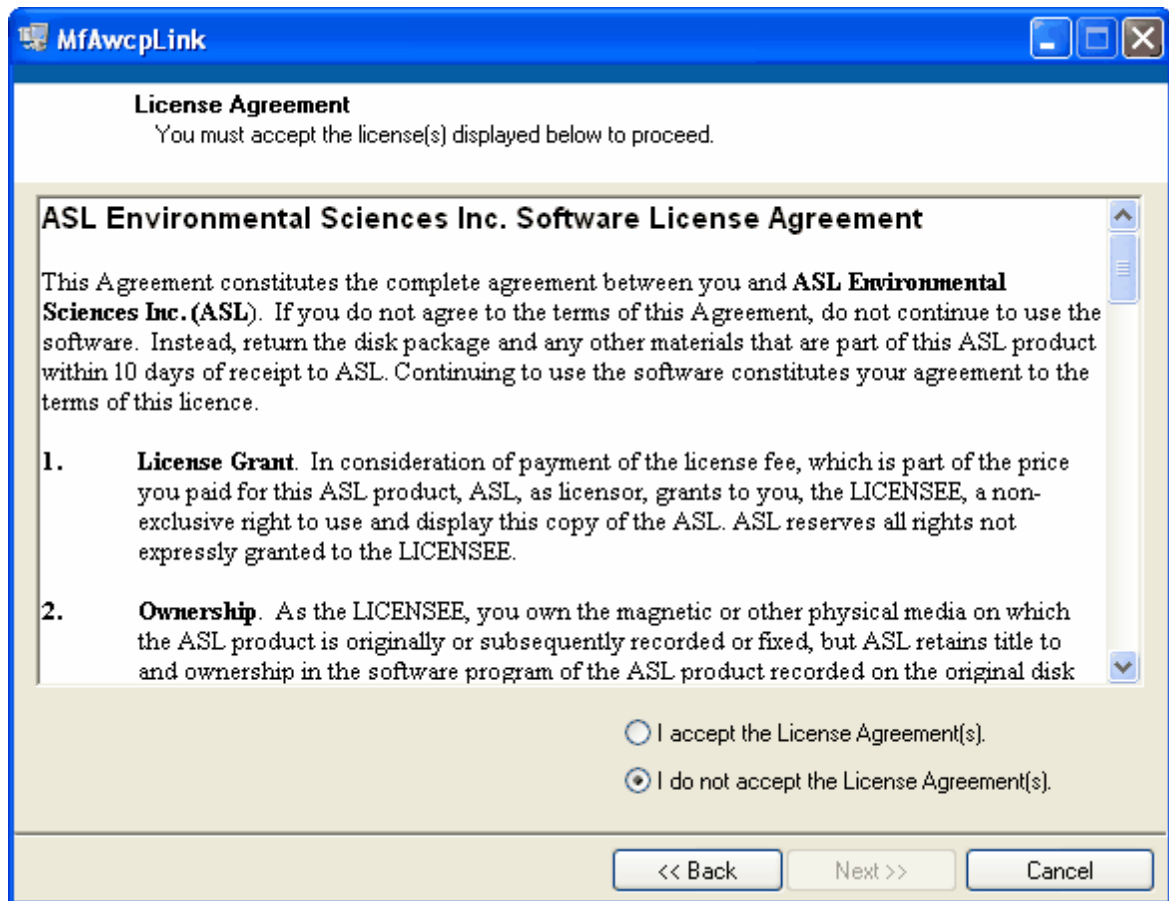 MfAwcpLink
License Agreement
You must accept the license(s) displayed below to proceed.
ASL Environmental Sciences Inc. Software License Agreement
This Agreement constitutes the complete agreement between you and ASL Environmental
Sciences Inc. (ASL). If you do not agree to the terms of this Agreement, do not continue to use the
software. Instead, return the disk package and any other materials that are part of this ASL product
within 10 days of receipt to ASL. Continuing to use the software constitutes your agreement to the
terms of this licence.
1. License Grant. In consideration of payment of the license fee, which is part of the price
you paid for this ASL product, ASL, as licensor, grants to you, the LICENSEE, a non-
exclusive right to use and display this copy of the ASL. ASL reserves all rights not
expressly granted to the LICENSEE.
2. Ownership. As the LICENSEE, you own the magnetic or other physical media on which
the ASL product is originally or subsequently recorded or fixed, but ASL retains title to
and ownership in the software program of the ASL product recorded on the original disk
I accept the License Agreement(s).
I do not accept the License Agreement(s).
<< Back Next >> Cancel